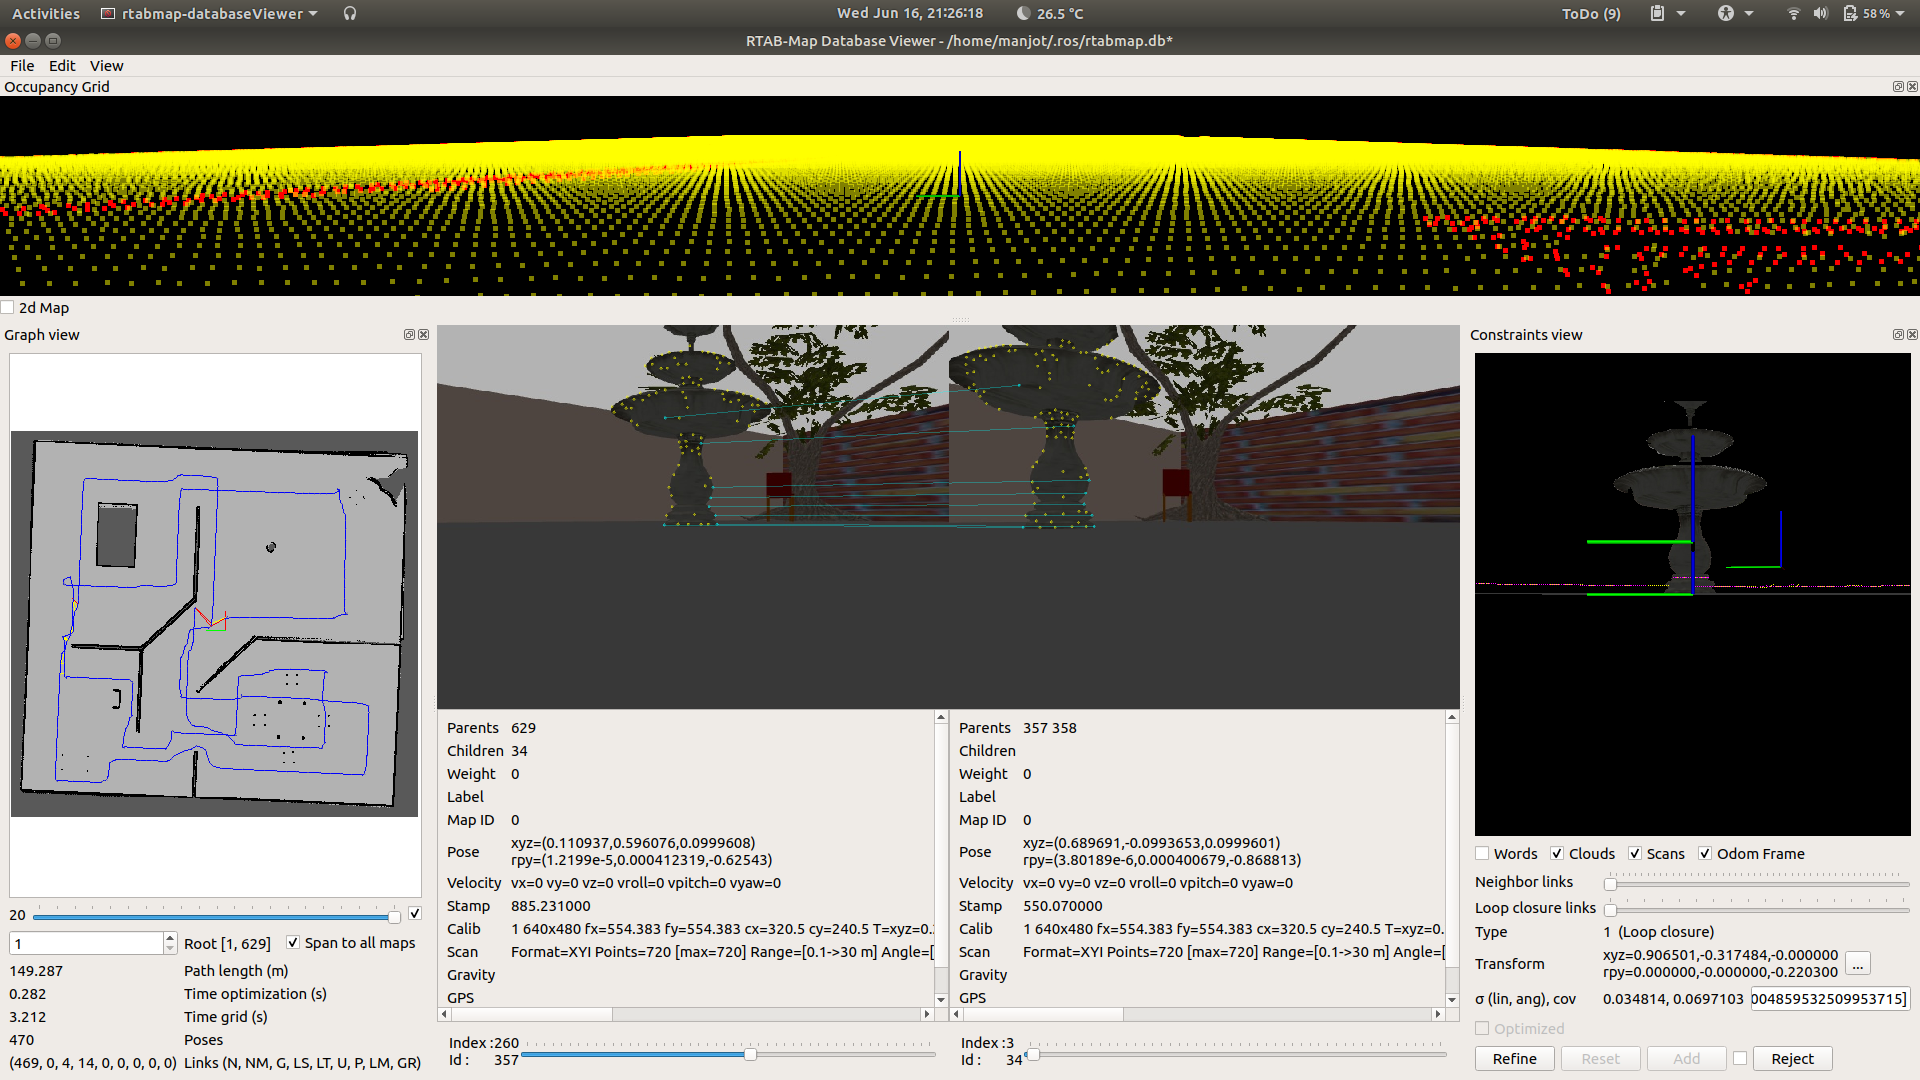 Activities rtabmap-databaseViewer Wed Jun 16, 21:26:18 26.5 °C ToDo (9) 58 %
RTAB-Map Database Viewer - /home/manjot/.ros/rtabmap.db*
File Edit View
Occupancy Grid
2d Map
Graph view
Constraints view
20
1 Root [1, 629] Span to all maps
149.287 Path length (m)
0.282 Time optimization (s)
3.212 Time grid (s)
470 Poses
(469, 0, 4, 14, 0, 0, 0, 0, 0) Links (N, NM, G, LS, LT, U, P, LM, GR)
Parents 629
Children 34
Weight 0
Label
Map ID 0
Pose xyz=(0.110937,0.596076,0.0999608)
rpy=(1.2199e-5,0.000412319,-0.62543)
Velocity vx=0 vy=0 vz=0 vroll=0 vpitch=0 vyaw=0
Stamp 885.231000
Calib 1 640x480 fx=554.383 fy=554.383 cx=320.5 cy=240.5 T=xyz=0.
Scan Format=XYI Points=720 [max=720] Range=[0.1->30 m] Angle=[
Gravity
GPS
Index :260
Id : 357
Parents 357 358
Children
Weight 0
Label
Map ID 0
Pose xyz=(0.689691,-0.0993653,0.0999601)
rpy=(3.80189e-6,0.000400679,-0.868813)
Velocity vx=0 vy=0 vz=0 vroll=0 vpitch=0 vyaw=0
Stamp 550.070000
Calib 1 640x480 fx=554.383 fy=554.383 cx=320.5 cy=240.5 T=xyz=0.
Scan Format=XYI Points=720 [max=720] Range=[0.1->30 m] Angle=[
Gravity
GPS
Index :3
Id : 34
Words Clouds Scans Odom Frame
Neighbor links
Loop closure links
Type 1 (Loop closure)
Transform xyz=0.906501,-0.317484,-0.000000
rpy=0.000000,-0.000000,-0.220300 ...
σ (lin, ang), cov 0.034814, 0.0697103 004859532509953715]
Optimized
Refine Reset Add Reject